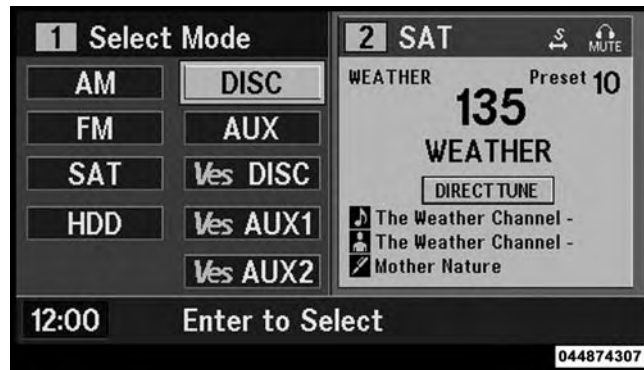 1 Select Mode
AM
FM
SAT
HDD
DISC
AUX
Ves DISC
Ves AUX1
Ves AUX2
2 SAT
S
MUTE
WEATHER
Preset 10
135
WEATHER
DIRECT TUNE
The Weather Channel -
The Weather Channel -
Mother Nature
12:00
Enter to Select
044874307